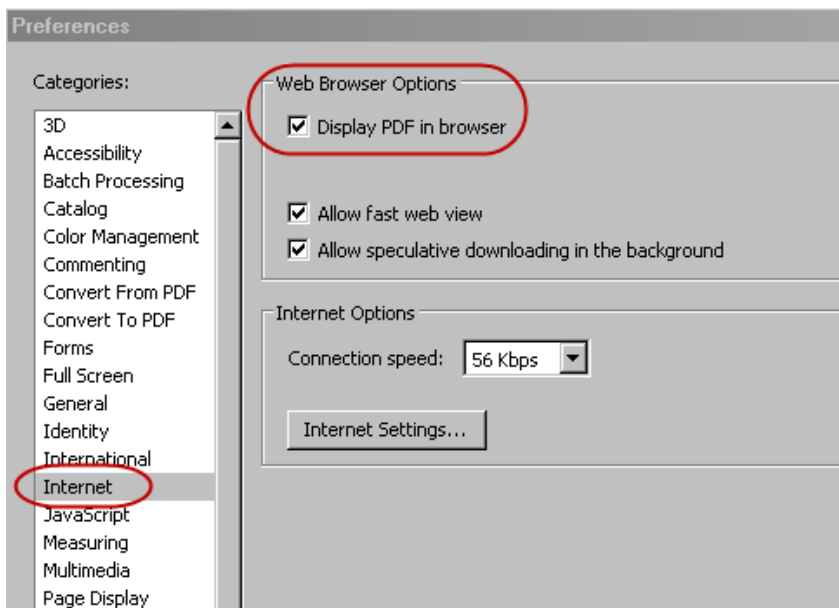 Preferences
Categories:
3D
Accessibility
Batch Processing
Catalog
Color Management
Commenting
Convert From PDF
Convert To PDF
Forms
Full Screen
General
Identity
International
Internet
JavaScript
Measuring
Multimedia
Page Display
Web Browser Options
Display PDF in browser
Allow fast web view
Allow speculative downloading in the background
Internet Options
Connection speed: 56 Kbps
Internet Settings...